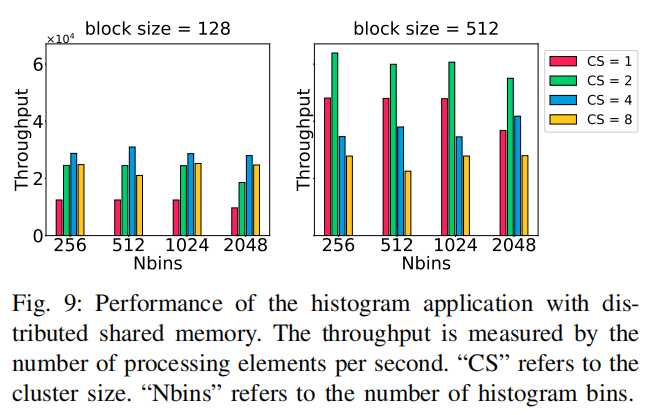 block size = 128
×10⁴
Throughput
6
4
2
0
256 512 1024 2048
Nbins
block size = 512
Throughput
256 512 1024 2048
Nbins
CS = 1
CS = 2
CS = 4
CS = 8
Fig. 9: Performance of the histogram application with dis-
tributed shared memory. The throughput is measured by the
number of processing elements per second. “CS” refers to the
cluster size. “Nbins” refers to the number of histogram bins.